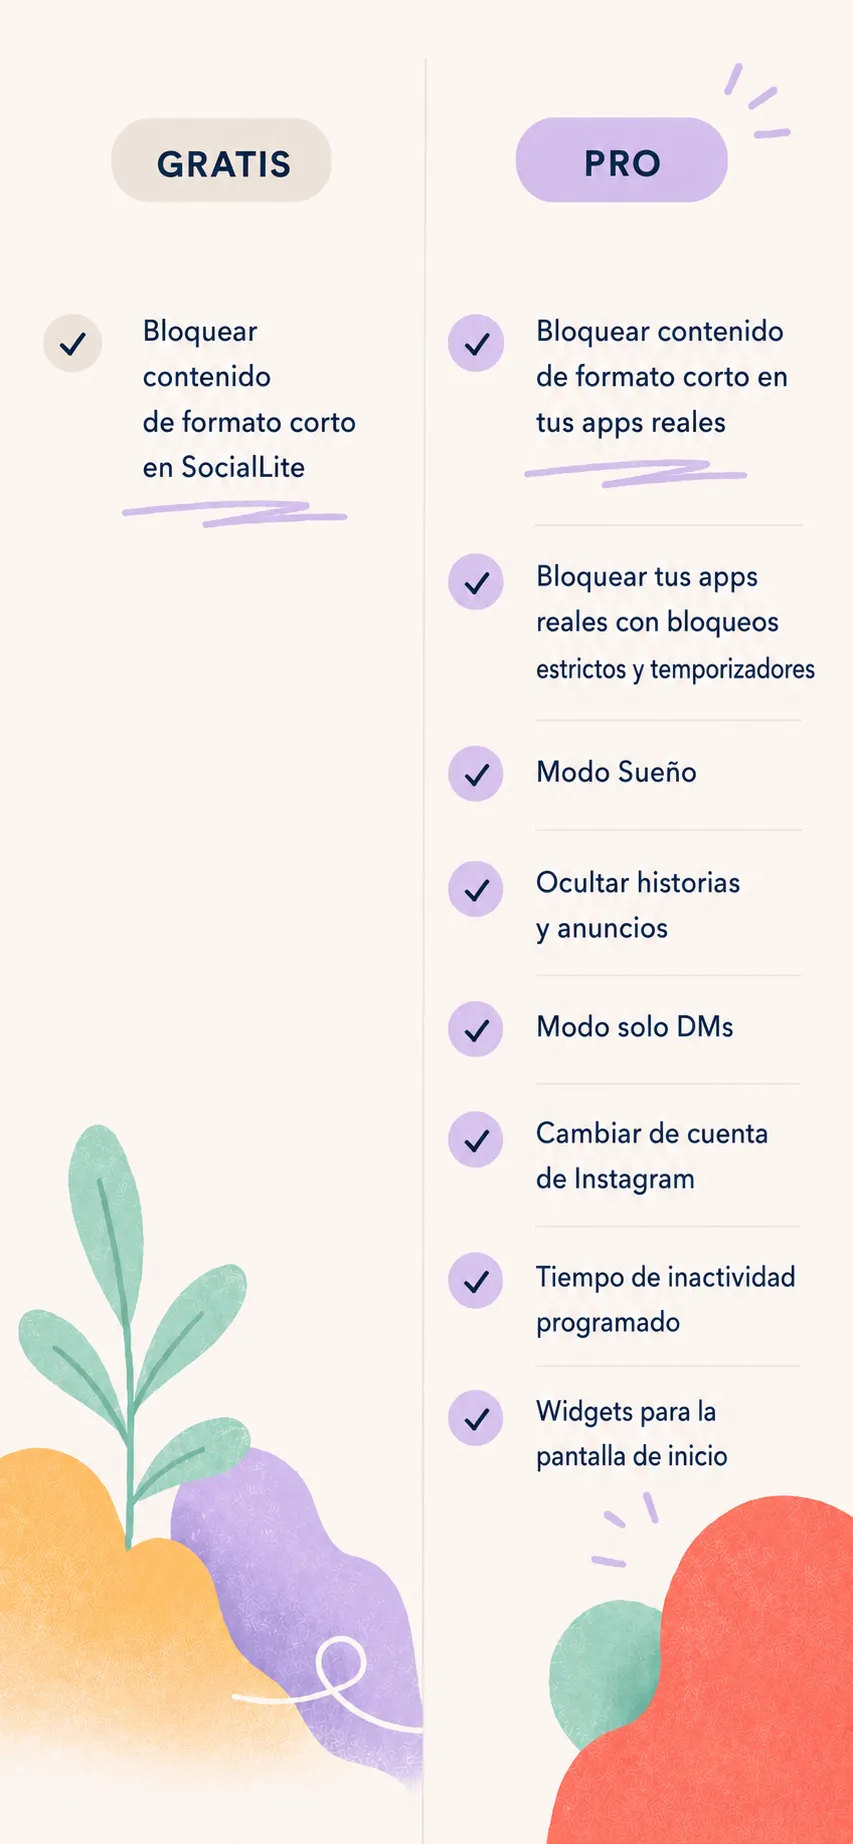 GRATIS
Bloquear
contenido
de formato corto
en SocialLite
PRO
Bloquear contenido
de formato corto en
tus apps reales
Bloquear tus apps
reales con bloqueos
estrictos y temporizadores
Modo Sueño
Ocultar historias
y anuncios
Modo solo DMs
Cambiar de cuenta
de Instagram
Tiempo de inactividad
programado
Widgets para la
pantalla de inicio